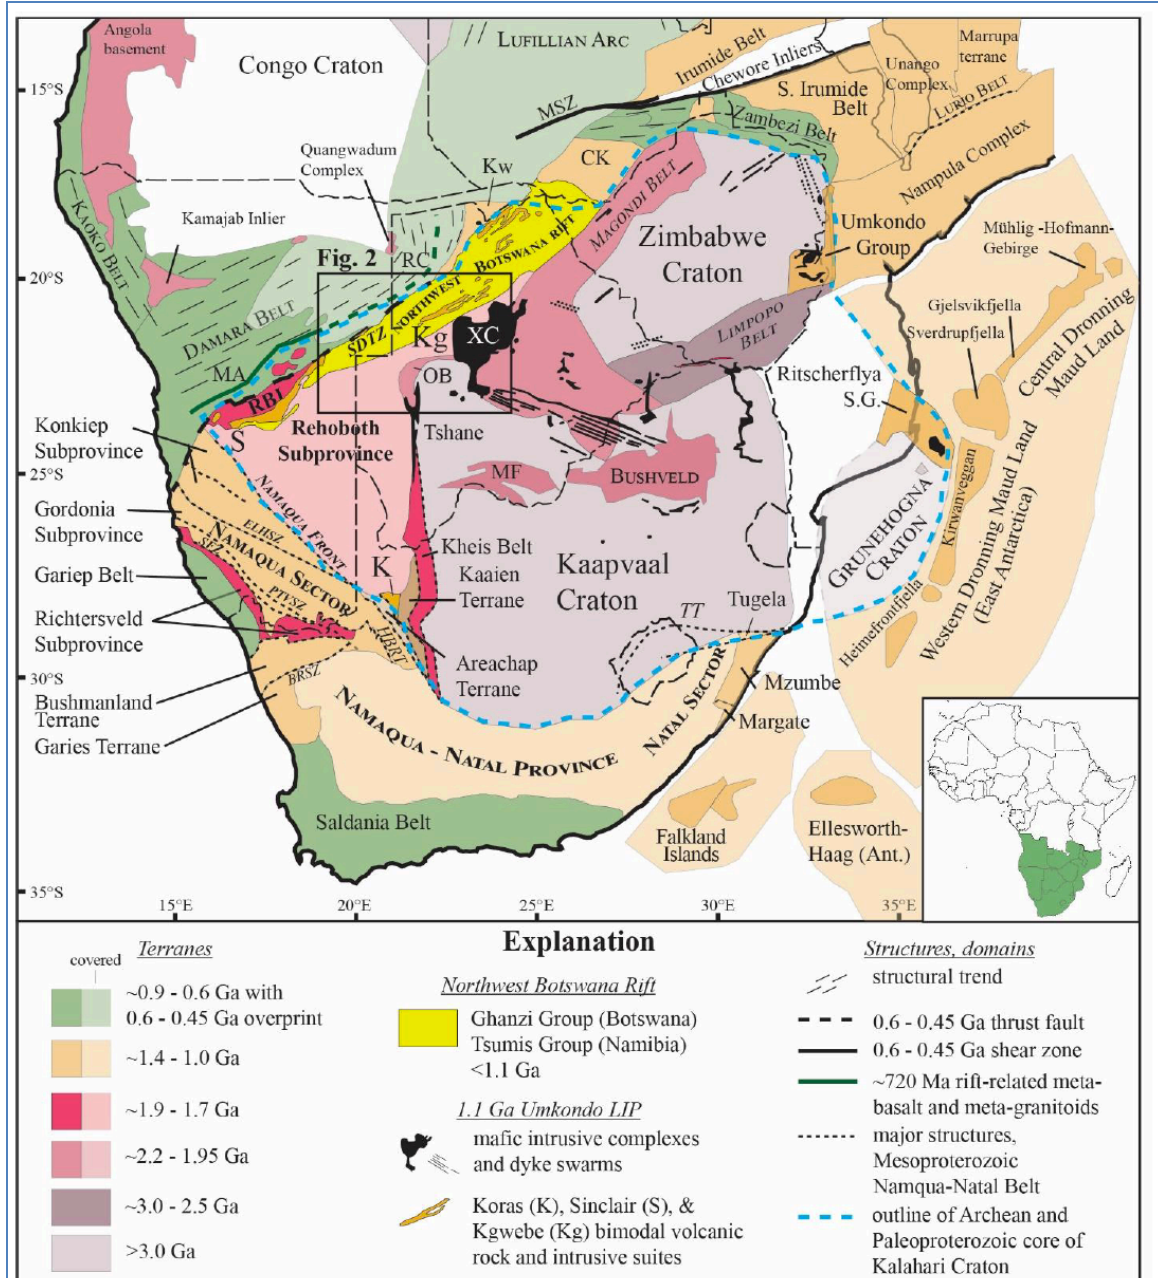 Angola
basement
LUFILLIAN ARC
Irumide Belt
Chewore Inliers
Marrupa
terrane
Unango
Complex
Congo Craton
15°S
MSZ
S. Irumide
Belt
LURIO BELT
Zambezi Belt
Quangwadum
Complex
Kw
CK
Nampula Complex
KAOKO BELT
Kamajab Inlier
MAGONDI BELT
Zimbabwe
Craton
Umkondo
Group
Mühlig -Hofmann-
Gebirge
20°S
Fig. 2
RC
NORTHWEST BOTSWANA RIFT
SDTZ
Gjelsvikfjella
Sverdrupfjella
Central Dronning
Maud Land
DAMARA BELT
Kg
XC
LIMPOPO
BELT
MA
OB
Ritscherflya
S.G.
RBI
Konkiep
Subprovince
S
Rehoboth
Subprovince
Tshane
25°S
MF
BUSHVELD
NAMAQUA FRONT
Gordonia
Subprovince
ELHSZ
NAMAQUA SECTOR
SFZ
Gariep Belt
PTVSZ
Richtersveld
Subprovince
K
Kheis Belt
Kaaien
Terrane
Kaapvaal
Craton
GRUNEHOGNA
CRATON
Kirwanveggan
Western Dronning Maud Land
(East Antarctica)
Heimefrontfjella
TT
Tugela
HBRT
Areachap
Terrane
30°S
BRSZ
Bushmanland
Terrane
Garies Terrane
Mzumbe
Margate
NATAL SECTOR
NAMAQUA - NATAL PROVINCE
Saldania Belt
Falkland
Islands
Ellesworth-
Haag (Ant.)
35°S
15°E
20°E
25°E
30°E
35°E
Explanation
Terranes
covered
~0.9 - 0.6 Ga with
0.6 - 0.45 Ga overprint
~1.4 - 1.0 Ga
~1.9 - 1.7 Ga
~2.2 - 1.95 Ga
~3.0 - 2.5 Ga
>3.0 Ga
Northwest Botswana Rift
Ghanzi Group (Botswana)
Tsumis Group (Namibia)
<1.1 Ga
1.1 Ga Umkondo LIP
mafic intrusive complexes
and dyke swarms
Koras (K), Sinclair (S), &
Kgwebe (Kg) bimodal volcanic
rock and intrusive suites
Structures, domains
structural trend
0.6 - 0.45 Ga thrust fault
0.6 - 0.45 Ga shear zone
~720 Ma rift-related meta-
basalt and meta-granitoids
major structures,
Mesoproterozoic
Namqua-Natal Belt
outline of Archean and
Paleoproterozoic core of
Kalahari Craton